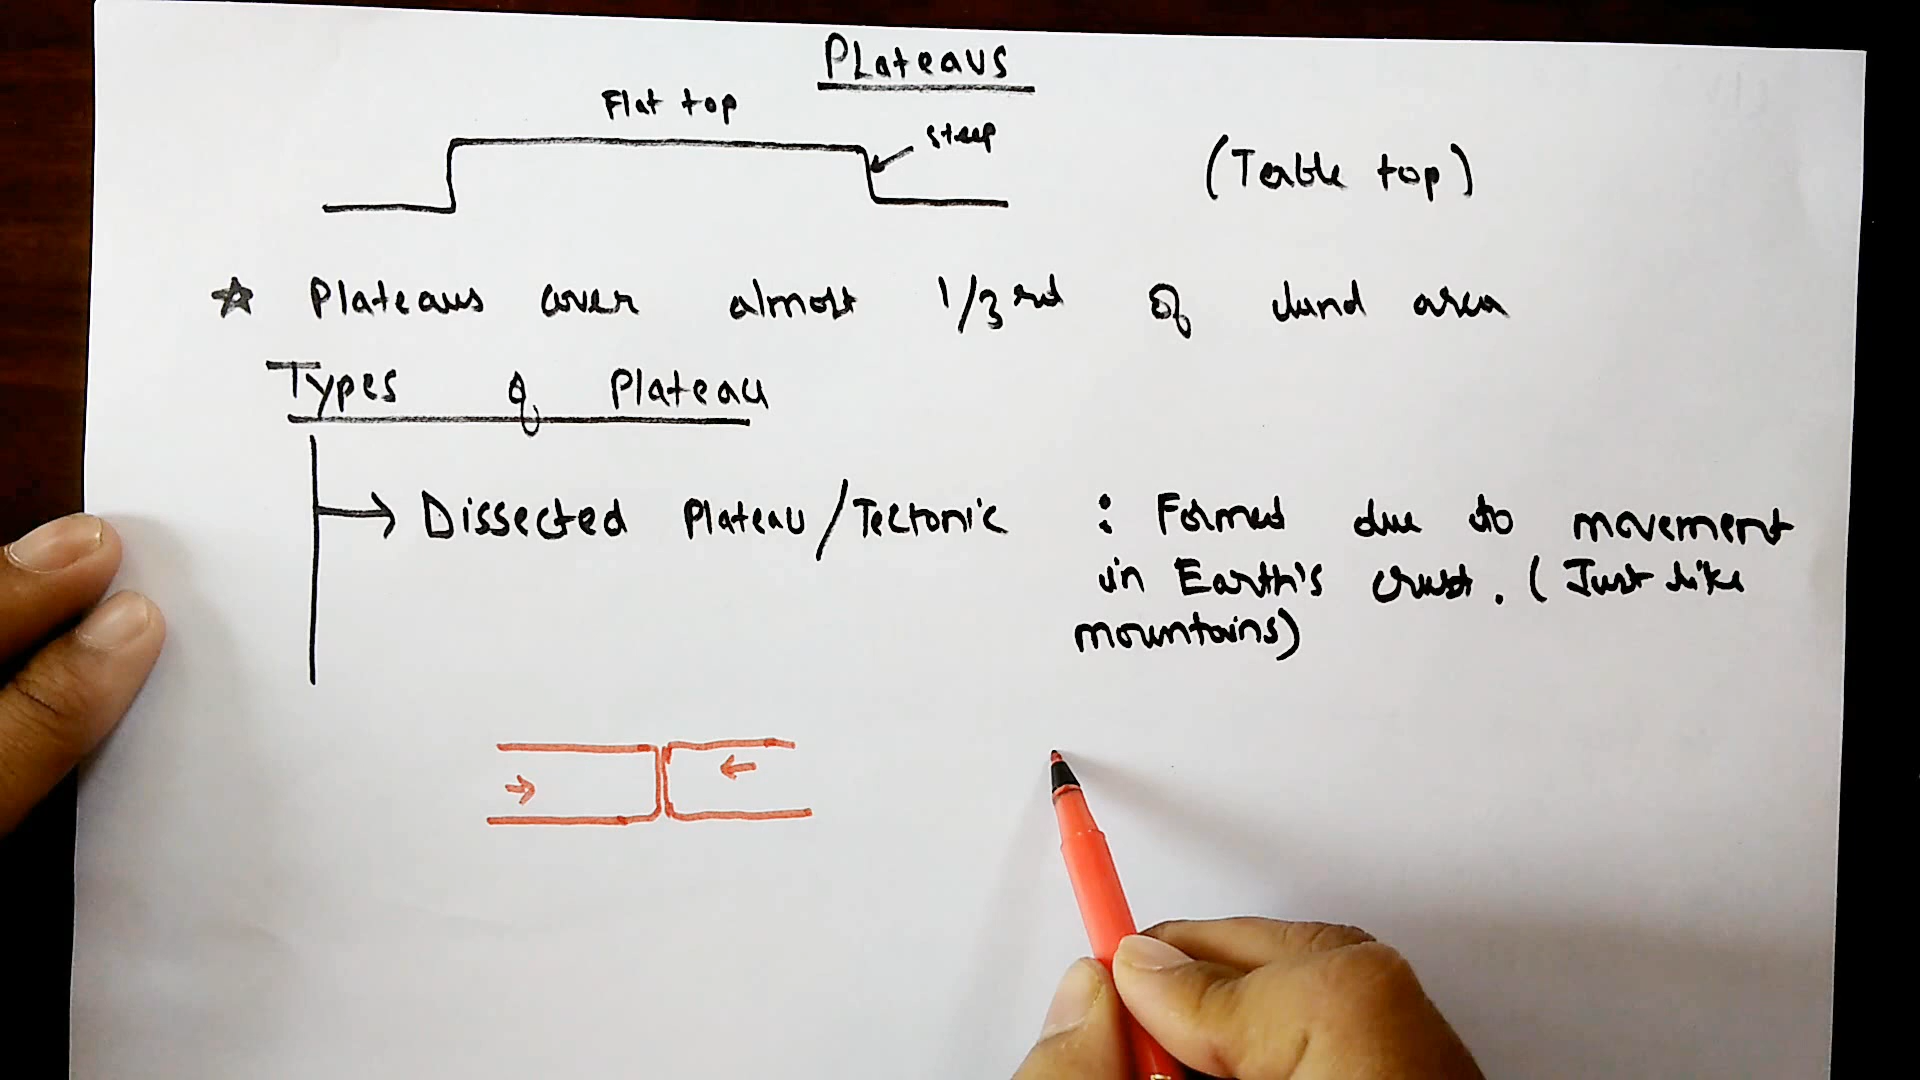 PLateaus
Flat top
steep
(Table top)
☆ Plateaus cover almost 1/3rd of land area
Types of Plateau
→ Dissected Plateau/Tectonic : Formed due to movement
in Earth's crust. (Just like
mountains)